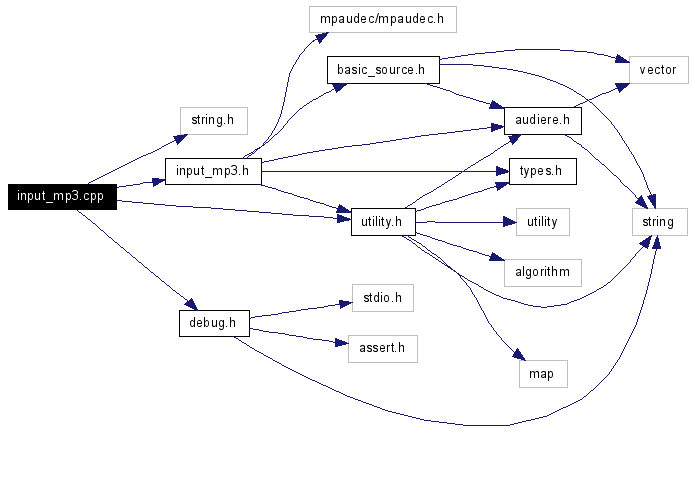 mpaudec/mpaudec.h
basic_source.h
vector
string.h
audiere.h
input_mp3.h
types.h
input_mp3.cpp
utility.h
utility
string
algorithm
stdio.h
debug.h
assert.h
map